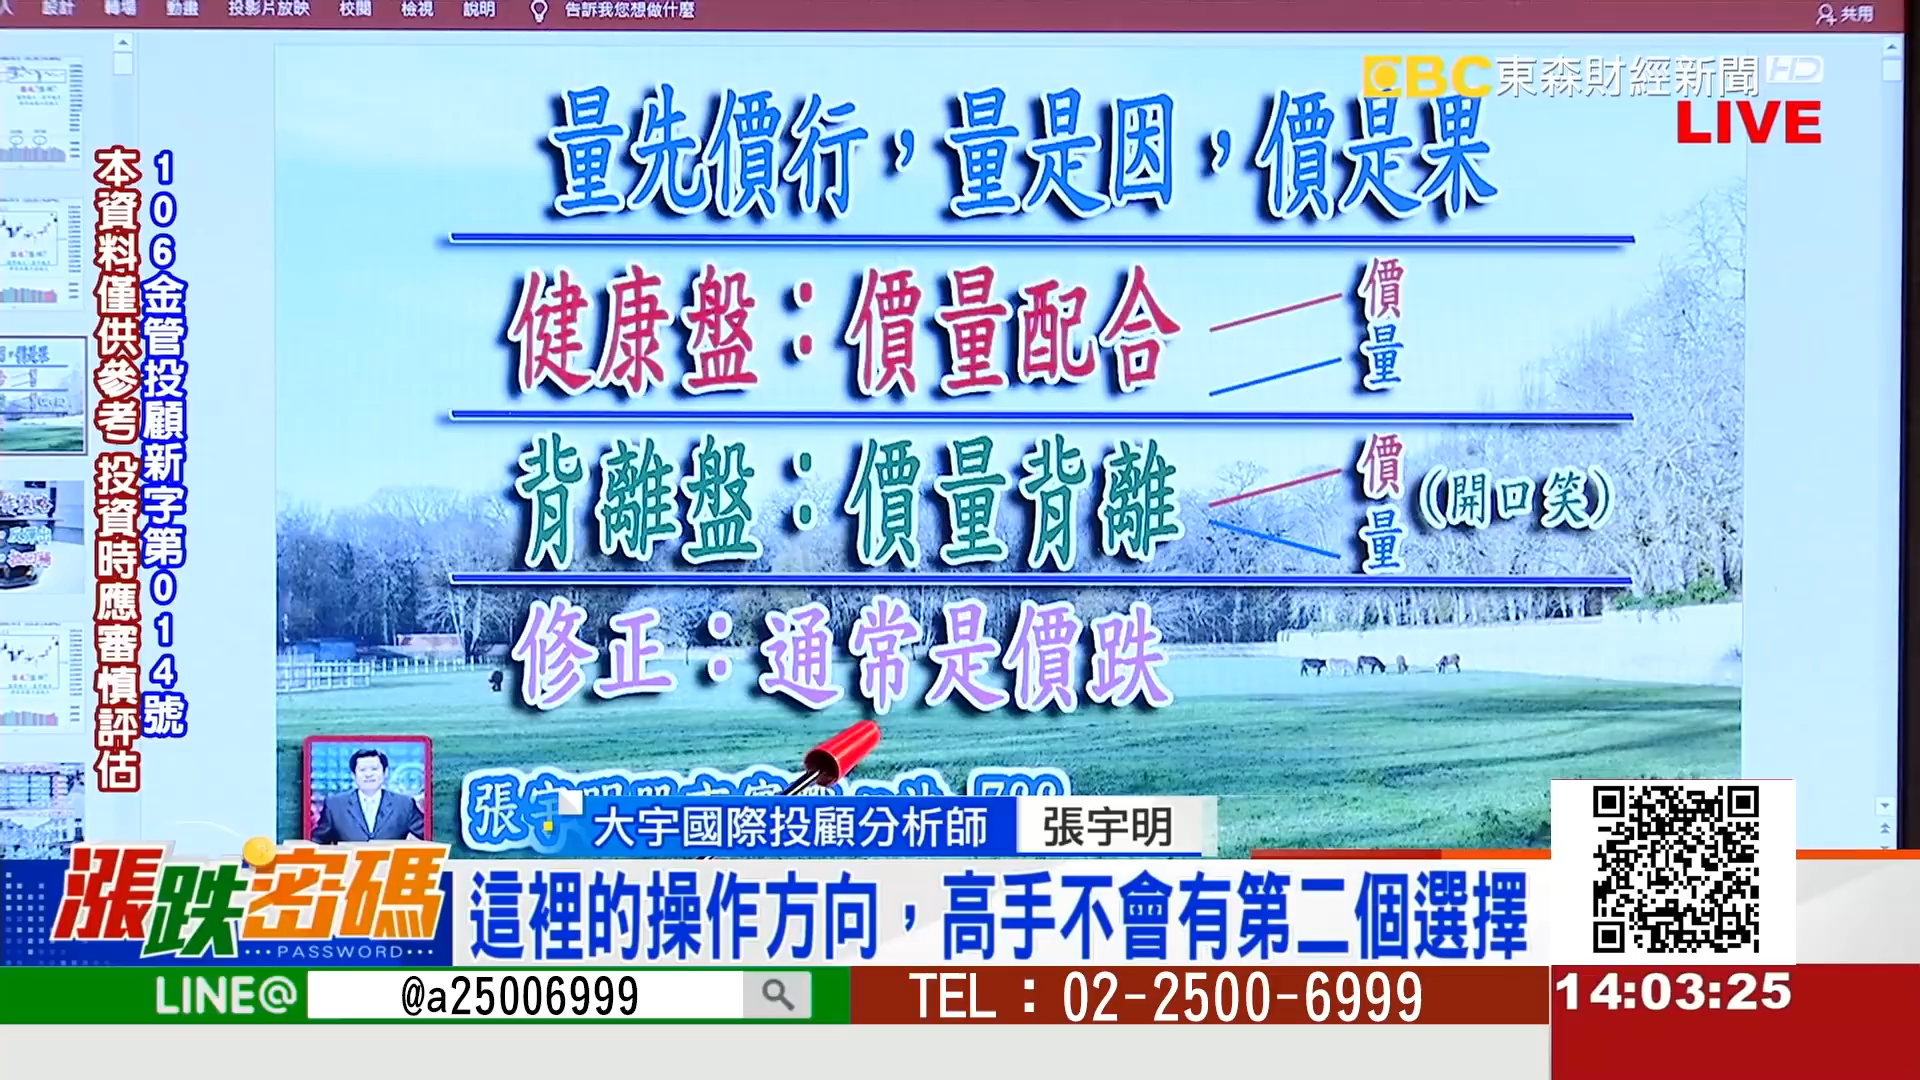 設計 轉場 動畫 投影片放映 校閱 檢視 說明 告訴我您想做什麼 共用
EBC 東森財經新聞 HD
LIVE
106金管投顧新字第014號
本資料僅供參考 投資時應審慎評估
量先價行，量是因，價是果
健康盤：價量配合 價 量
背離盤：價量背離 價 量 (開口笑)
修正：通常是價跌
大宇國際投顧分析師 張宇明
漲跌密碼
PASSWORD
這裡的操作方向，高手不會有第二個選擇
LINE@ @a25006999 TEL：02-2500-6999
14:03:25